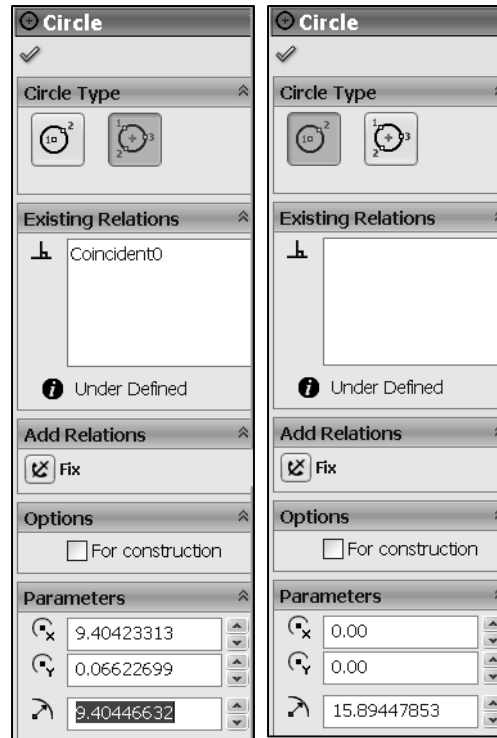 Circle
Circle Type
Existing Relations
Coincident0
Under Defined
Add Relations
Fix
Options
For construction
Parameters
9.40423313
0.06622699
9.40446632
Circle
Circle Type
Existing Relations
Under Defined
Add Relations
Fix
Options
For construction
Parameters
0.00
0.00
15.89447853